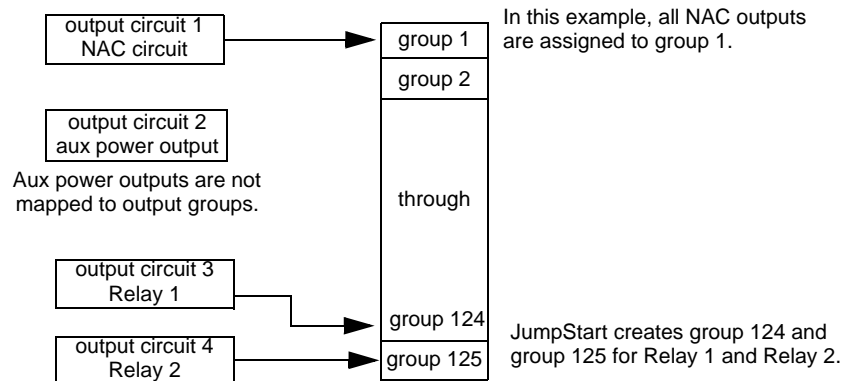 output circuit 1
NAC circuit
group 1
In this example, all NAC outputs
are assigned to group 1.
group 2
output circuit 2
aux power output
Aux power outputs are not
mapped to output groups.
through
output circuit 3
Relay 1
group 124
JumpStart creates group 124 and
group 125 for Relay 1 and Relay 2.
output circuit 4
Relay 2
group 125